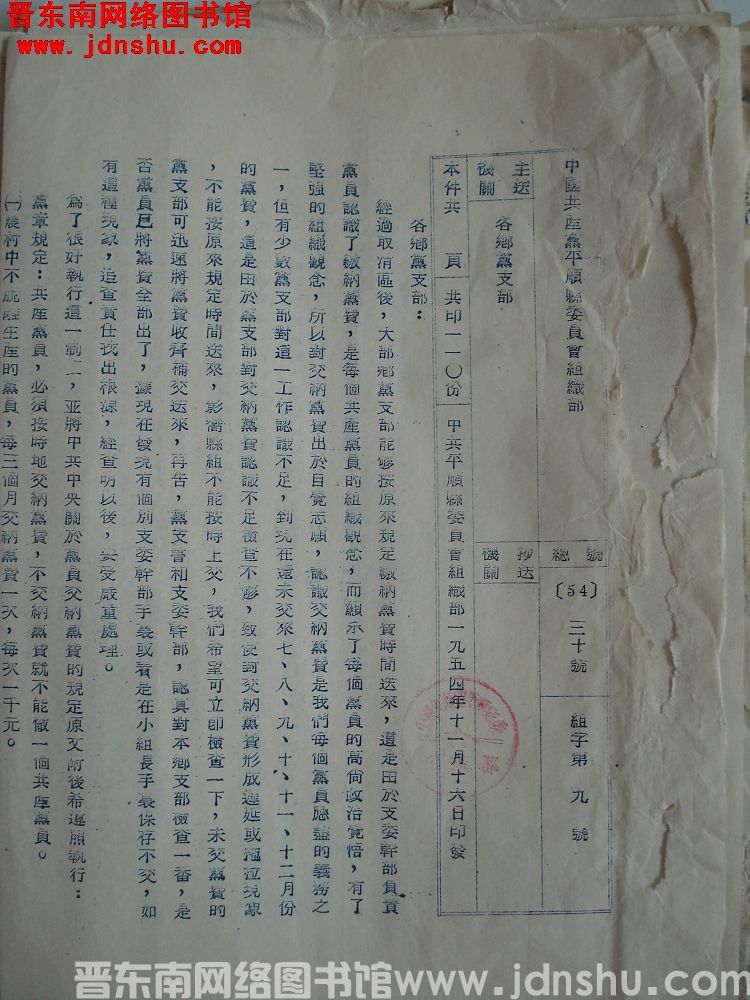 晋东南网络图书馆
www.jdnshu.com
中國共產黨平順縣委員會組織部
總號
〔54〕三十號
組字第九號
主送機關
各鄉黨支部
抄送機關
本件共　頁
共印一一〇份
中共平順縣委員會組織部一九五四年十一月十六日印發
各鄉黨支部：
經過取消區後，大部鄉黨支部能够按原來規定繳納黨費時間送來，這是由於支委幹部負責
黨員認識了繳納黨費，是每個共產黨員的組織觀念，而顯示了每個黨員的高尚政治覺悟，有了
堅強的組織觀念，所以對交納黨費出於自覺志願，認識交納黨費是我們每個黨員應盡的義務之
一，但有少數黨支部對這一工作認識不足，到現在還未交來七、八、九、十、十一、十二月份
的黨費，這是由於黨支部對交納黨費認識不足檢查不够，致使對交納黨費形成遲延或拖拉現象
，不能按原來規定時間送來，影響縣組不能按時上交，我們希望可立即檢查一下，未交黨費的
黨支部可迅速將黨費收齊補交送來，再告，黨支書和支委幹部，認真對本鄉支部檢查一番，是
否黨員已將黨費全部出了，據現在發現有個別支委幹部手裏或者是在小組長手裏保存不交，如
有這種現象，追查責任找出根源，經查明以後，要受嚴重處理。
爲了很好執行這一制二，並將中共中央關於黨員交納黨費的規定原文附後希遵照執行：
黨章規定：共產黨員，必須按時地交納黨費，不交納黨費就不能做一個共產黨員。
㈠農村中不脫離生產的黨員，每三個月交納黨費一次，每次一千元。
晋东南网络图书馆www.jdnshu.com